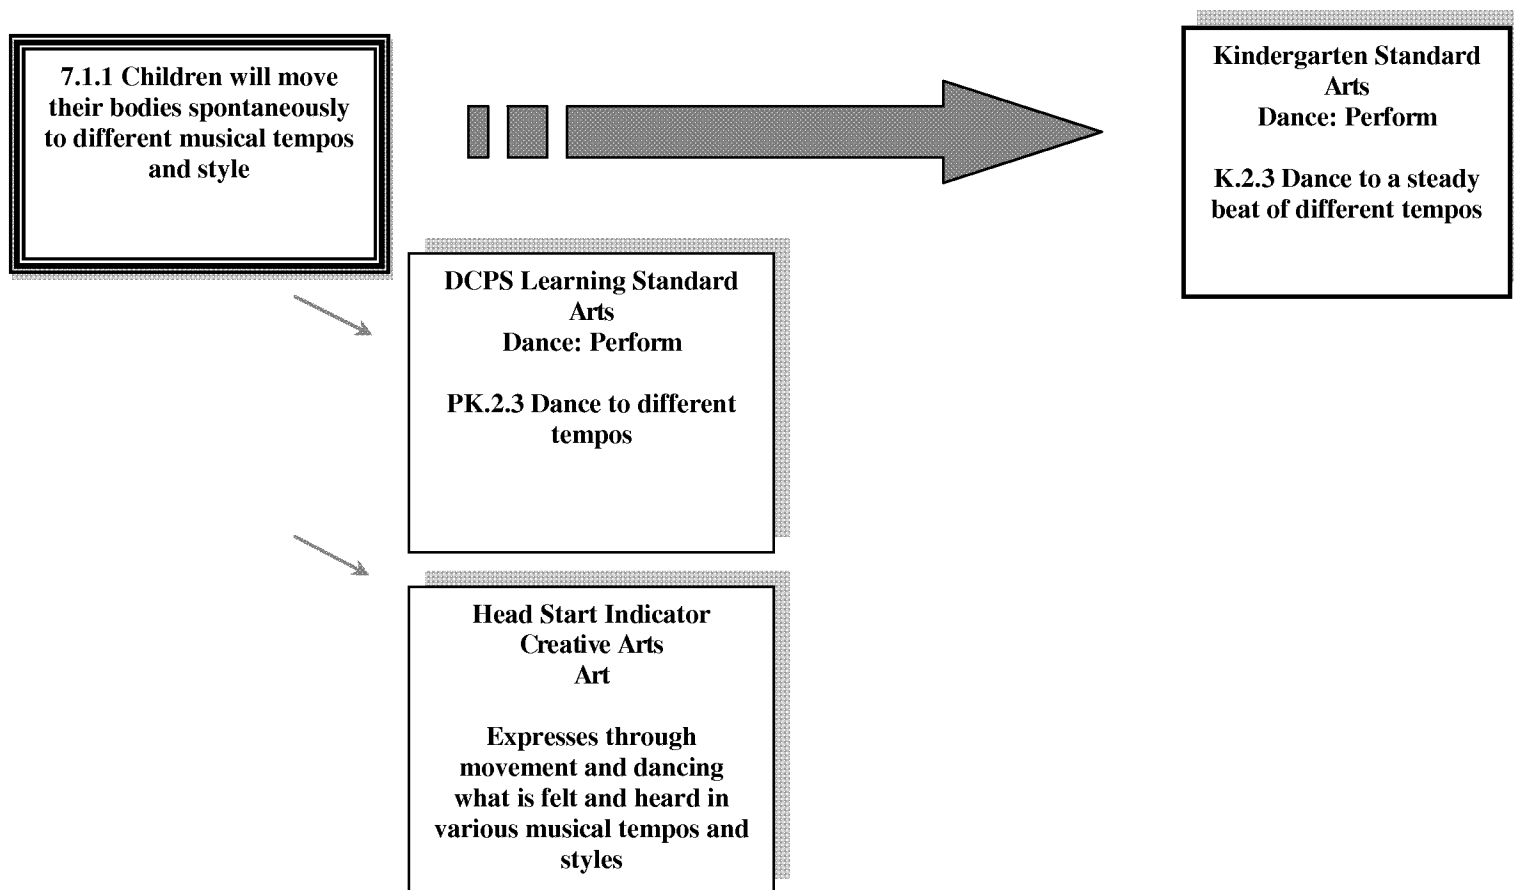 7.1.1 Children will move
their bodies spontaneously
to different musical tempos
and style
Kindergarten Standard
Arts
Dance: Perform
K.2.3 Dance to a steady
beat of different tempos
DCPS Learning Standard
Arts
Dance: Perform
PK.2.3 Dance to different
tempos
Head Start Indicator
Creative Arts
Art
Expresses through
movement and dancing
what is felt and heard in
various musical tempos and
styles